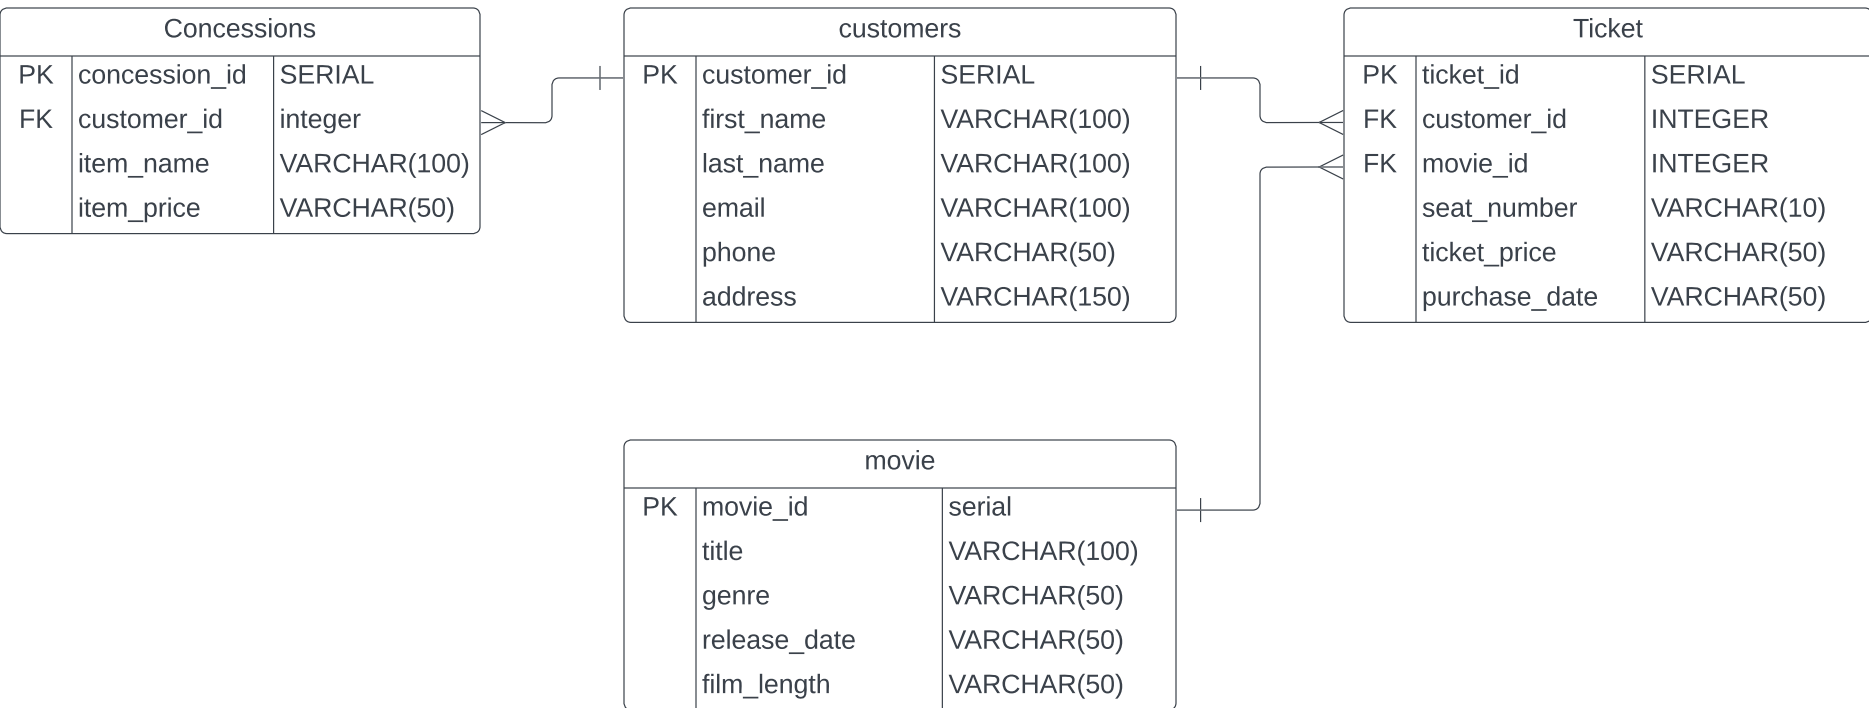 Concessions
PK concession_id SERIAL
FK customer_id integer
item_name VARCHAR(100)
item_price VARCHAR(50)
customers
PK customer_id SERIAL
first_name VARCHAR(100)
last_name VARCHAR(100)
email VARCHAR(100)
phone VARCHAR(50)
address VARCHAR(150)
Ticket
PK ticket_id SERIAL
FK customer_id INTEGER
FK movie_id INTEGER
seat_number VARCHAR(10)
ticket_price VARCHAR(50)
purchase_date VARCHAR(50)
movie
PK movie_id serial
title VARCHAR(100)
genre VARCHAR(50)
release_date VARCHAR(50)
film_length VARCHAR(50)